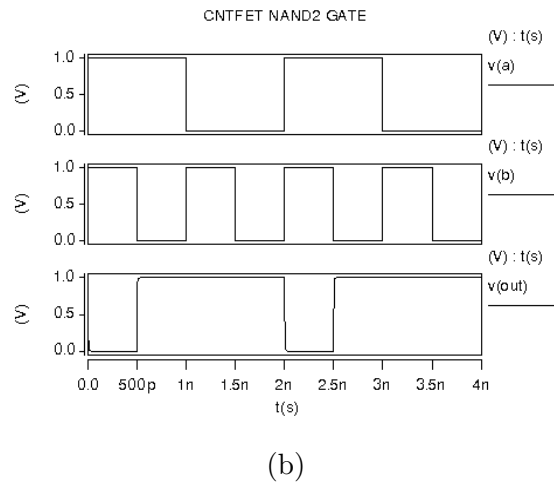 CNTFET NAND2 GATE
(V) : t(s)
v(a)
(V)
1.0
0.5
0.0
(V) : t(s)
v(b)
(V)
1.0
0.5
0.0
(V) : t(s)
v(out)
(V)
1.0
0.5
0.0
0.0 500p 1n 1.5n 2n 2.5n 3n 3.5n 4n
t(s)
(b)